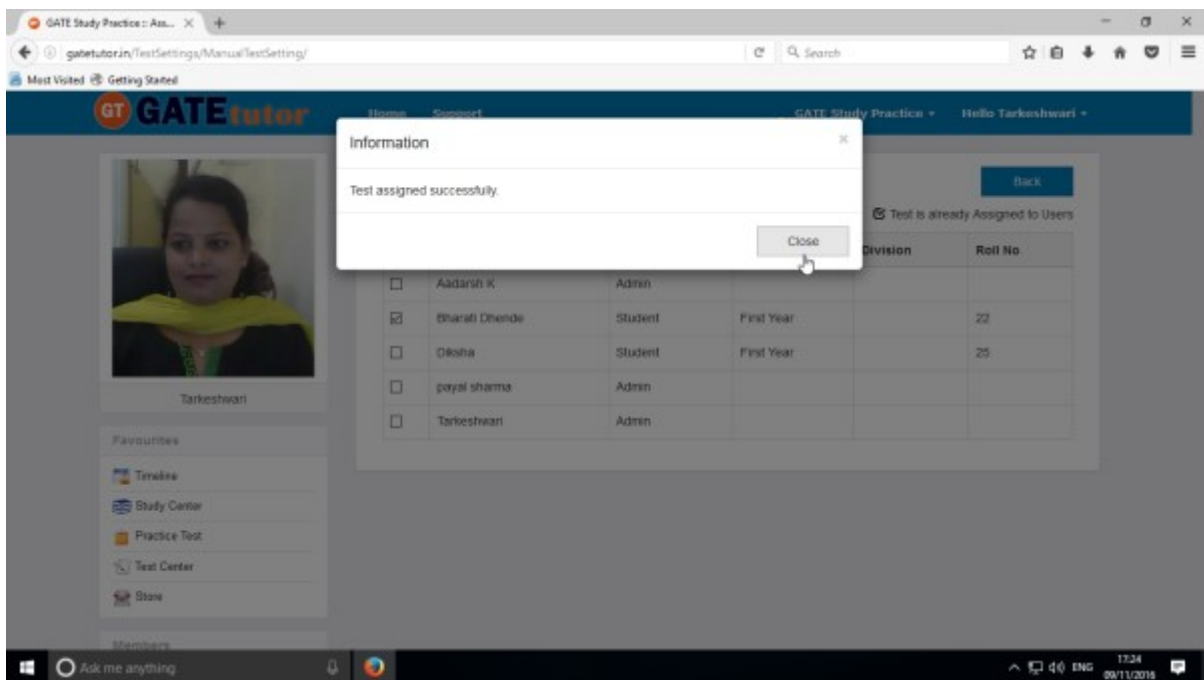 GATE Study Practice :: Ass...
gatetutor.in/TestSettings/ManualTestSetting/
Search
Most Visited Getting Started
GT GATEtutor Home Support GATE Study Practice Hello Tarkeshwari
Information
Test assigned successfully.
Close
Back
Test is already Assigned to Users
Division Roll No
Aadarsh K Admin
Bharati Dhende Student First Year 22
Diksha Student First Year 25
payal sharma Admin
Tarkeshwari Admin
Tarkeshwari
Favourites
Timeline
Study Center
Practice Test
Test Center
Store
Members
Ask me anything
ENG 17:24
09/11/2016